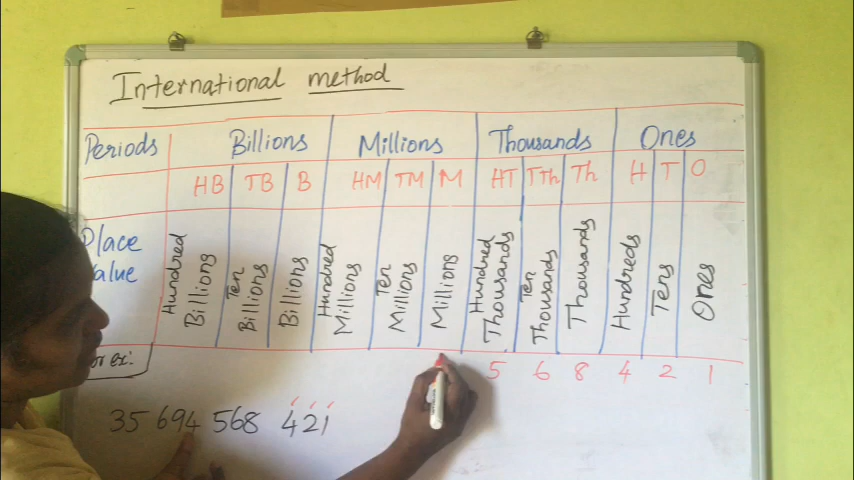 International method
Periods Billions Millions Thousands Ones
HB TB B HM TM M HT TTh Th H T O
Place
Value
Hundred Billions Ten Billions Billions Hundred Millions Ten Millions Millions Hundred Thousands Ten Thousands Thousands Hundreds Tens Ones
ex: 5 6 8 4 2 1
35 694 568 421